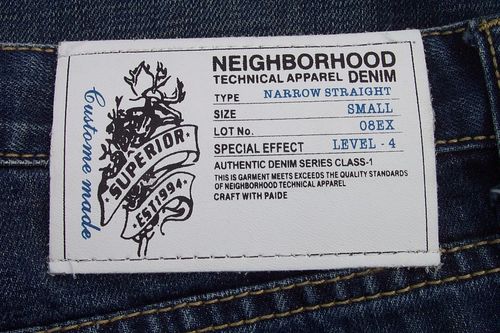 Custome made
SUPERIOR
EST1994
NEIGHBORHOOD
TECHNICAL APPAREL DENIM
TYPE NARROW STRAIGHT
SIZE SMALL
LOT No. 08EX
SPECIAL EFFECT LEVEL - 4
AUTHENTIC DENIM SERIES CLASS-1
THIS IS GARMENT MEETS EXCEEDS THE QUALITY STANDARDS
OF NEIGHBORHOOD TECHNICAL APPAREL
CRAFT WITH PAIDE